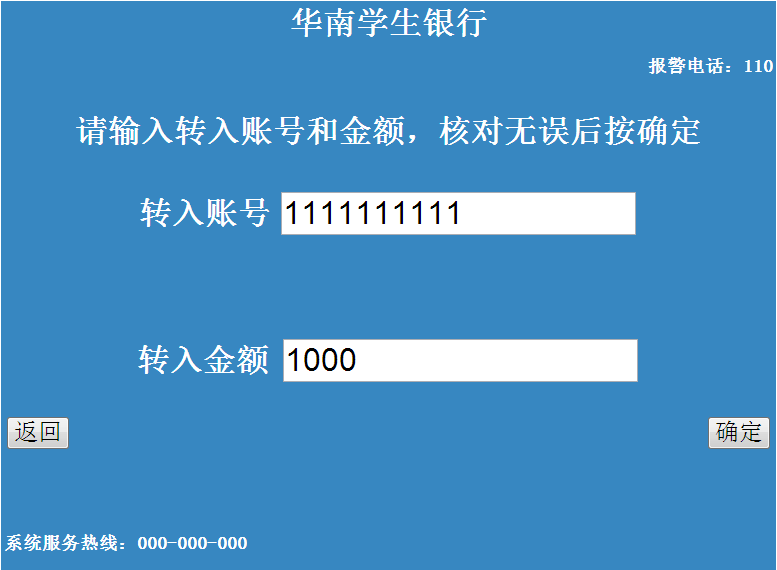 华南学生银行
报警电话：110
请输入转入账号和金额，核对无误后按确定
转入账号 1111111111
转入金额 1000
返回 确定
系统服务热线：000-000-000